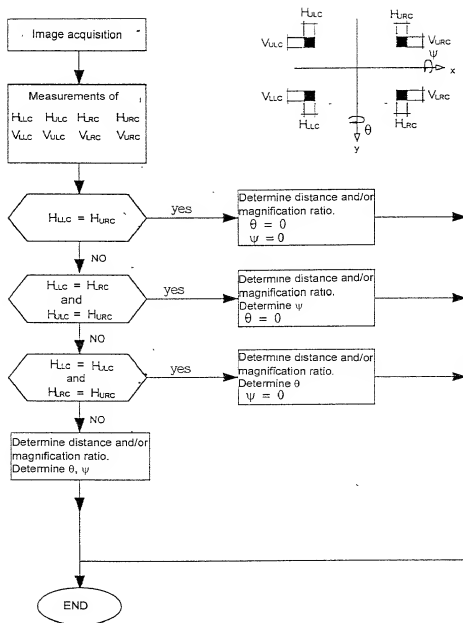 Image acquisition
Measurements of
HLLC HULC HLRC HURC
VLLC VULC VLRC VURC
HULC
HURC
VULC
VURC
ψ
x
VLLC
VLRC
HLLC
HLRC
θ
y
HLLC = HURC
yes
Determine distance and/or
magnification ratio.
θ = 0
ψ = 0
NO
HLLC = HLRC
and
HULC = HURC
yes
Determine distance and/or
magnification ratio.
Determine ψ
θ = 0
NO
HLLC = HULC
and
HLRC = HURC
yes
Determine distance and/or
magnification ratio.
Determine θ
ψ = 0
NO
Determine distance and/or
magnification ratio.
Determine θ, ψ
END